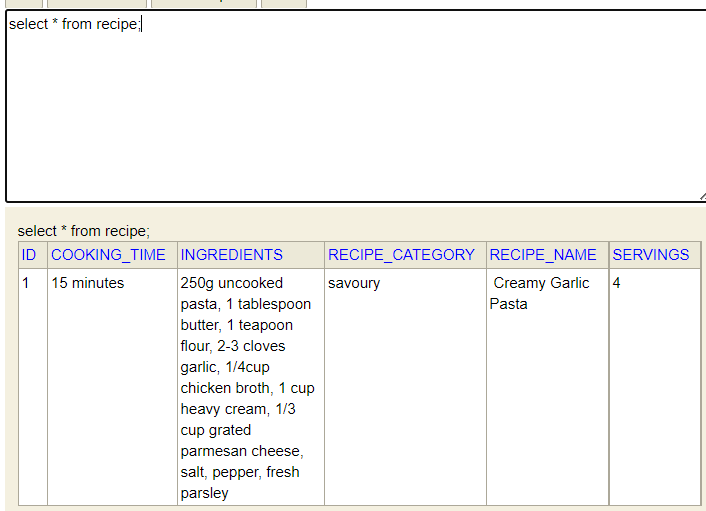 select * from recipe;
select * from recipe;
ID COOKING_TIME INGREDIENTS RECIPE_CATEGORY RECIPE_NAME SERVINGS
1 15 minutes 250g uncooked savoury Creamy Garlic 4
pasta, 1 tablespoon Pasta
butter, 1 teapoon
flour, 2-3 cloves
garlic, 1/4cup
chicken broth, 1 cup
heavy cream, 1/3
cup grated
parmesan cheese,
salt, pepper, fresh
parsley